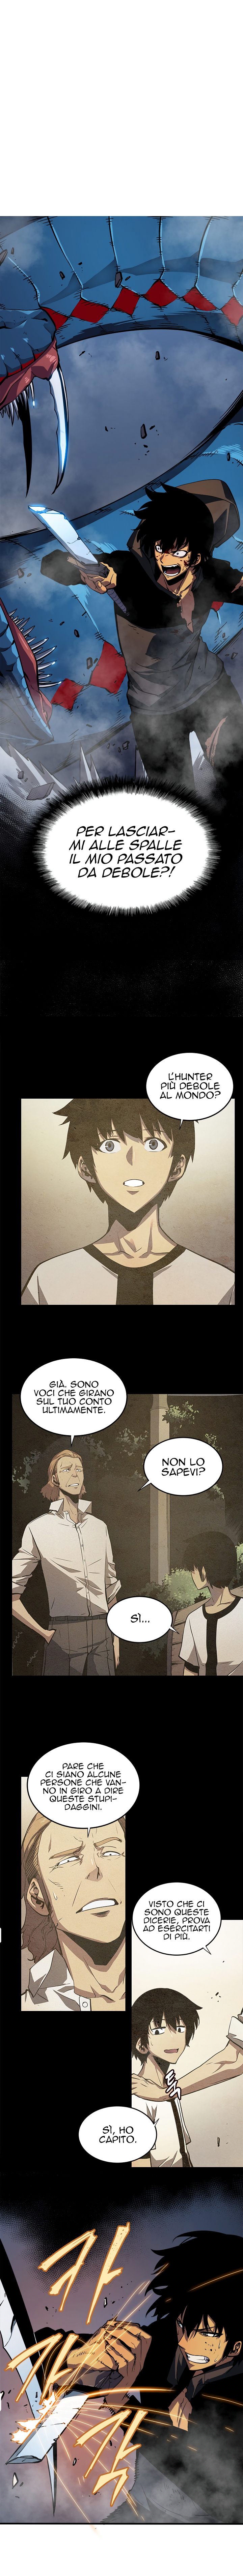 PER LASCIAR-
MI ALLE SPALLE
IL MIO PASSATO
DA DEBOLE?!
L'HUNTER
PIÙ DEBOLE
AL MONDO?
GIÀ. SONO
VOCI CHE GIRANO
SUL TUO CONTO
ULTIMAMENTE.
NON LO
SAPEVI?
SÌ...
PARE CHE
CI SIANO ALCUNE
PERSONE CHE VAN-
NO IN GIRO A DIRE
QUESTE STUPI-
DAGGINI.
VISTO CHE CI
SONO QUESTE
DICERIE, PROVA
AD ESERCITARTI
DI PIÙ.
SÌ, HO
CAPITO.
카
가
각